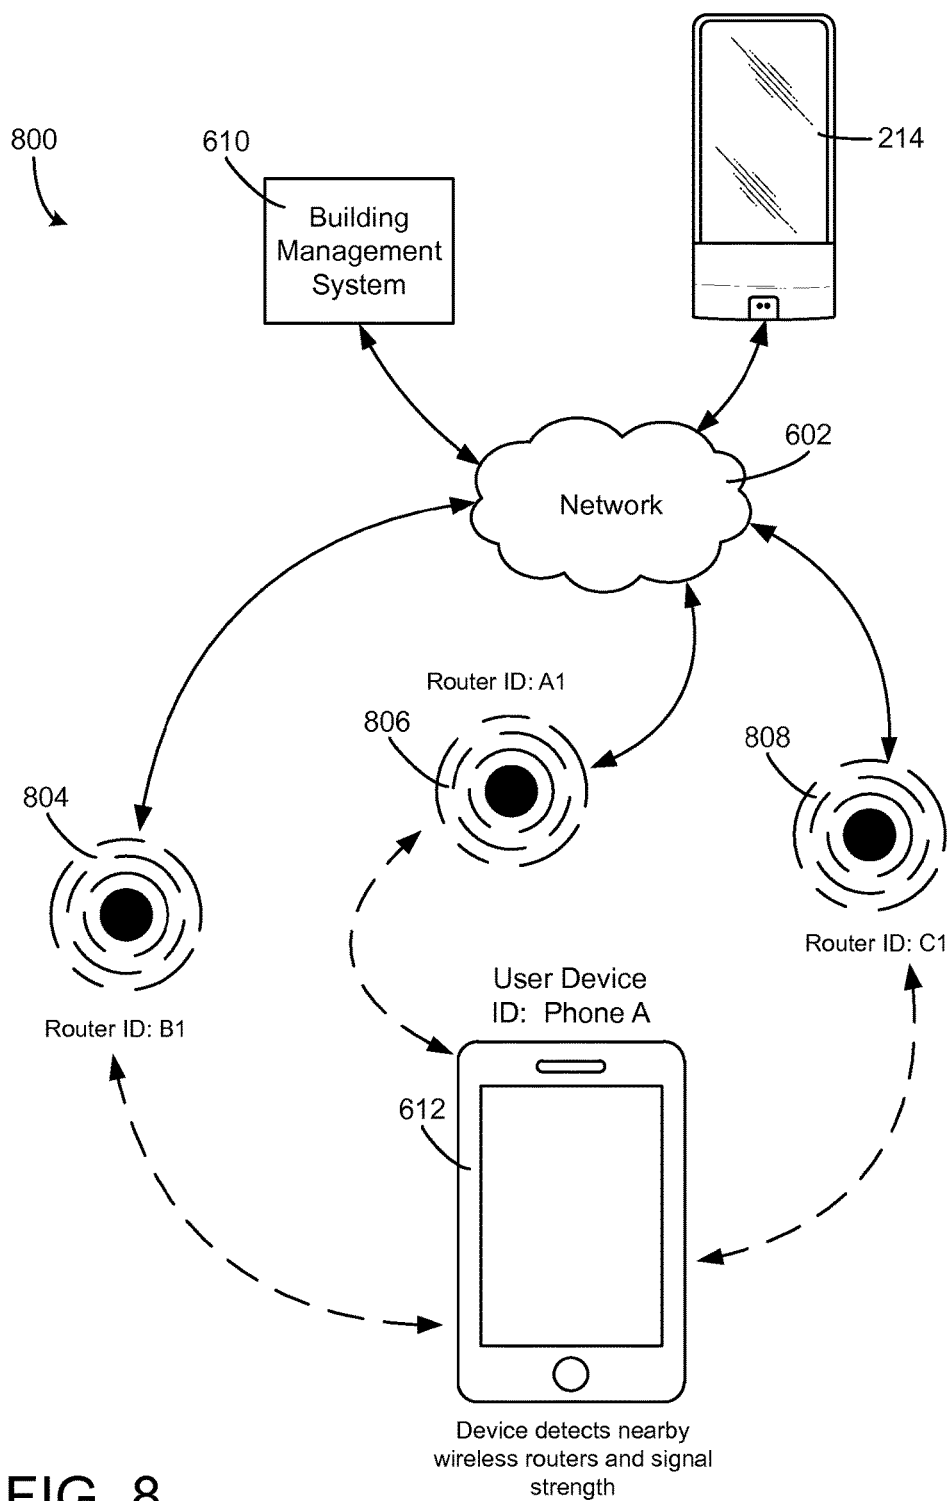 800
610
214
Building
Management
System
602
Network
Router ID: A1
806
808
804
Router ID: C1
User Device
ID: Phone A
Router ID: B1
612
Device detects nearby
wireless routers and signal
strength
FIG. 8